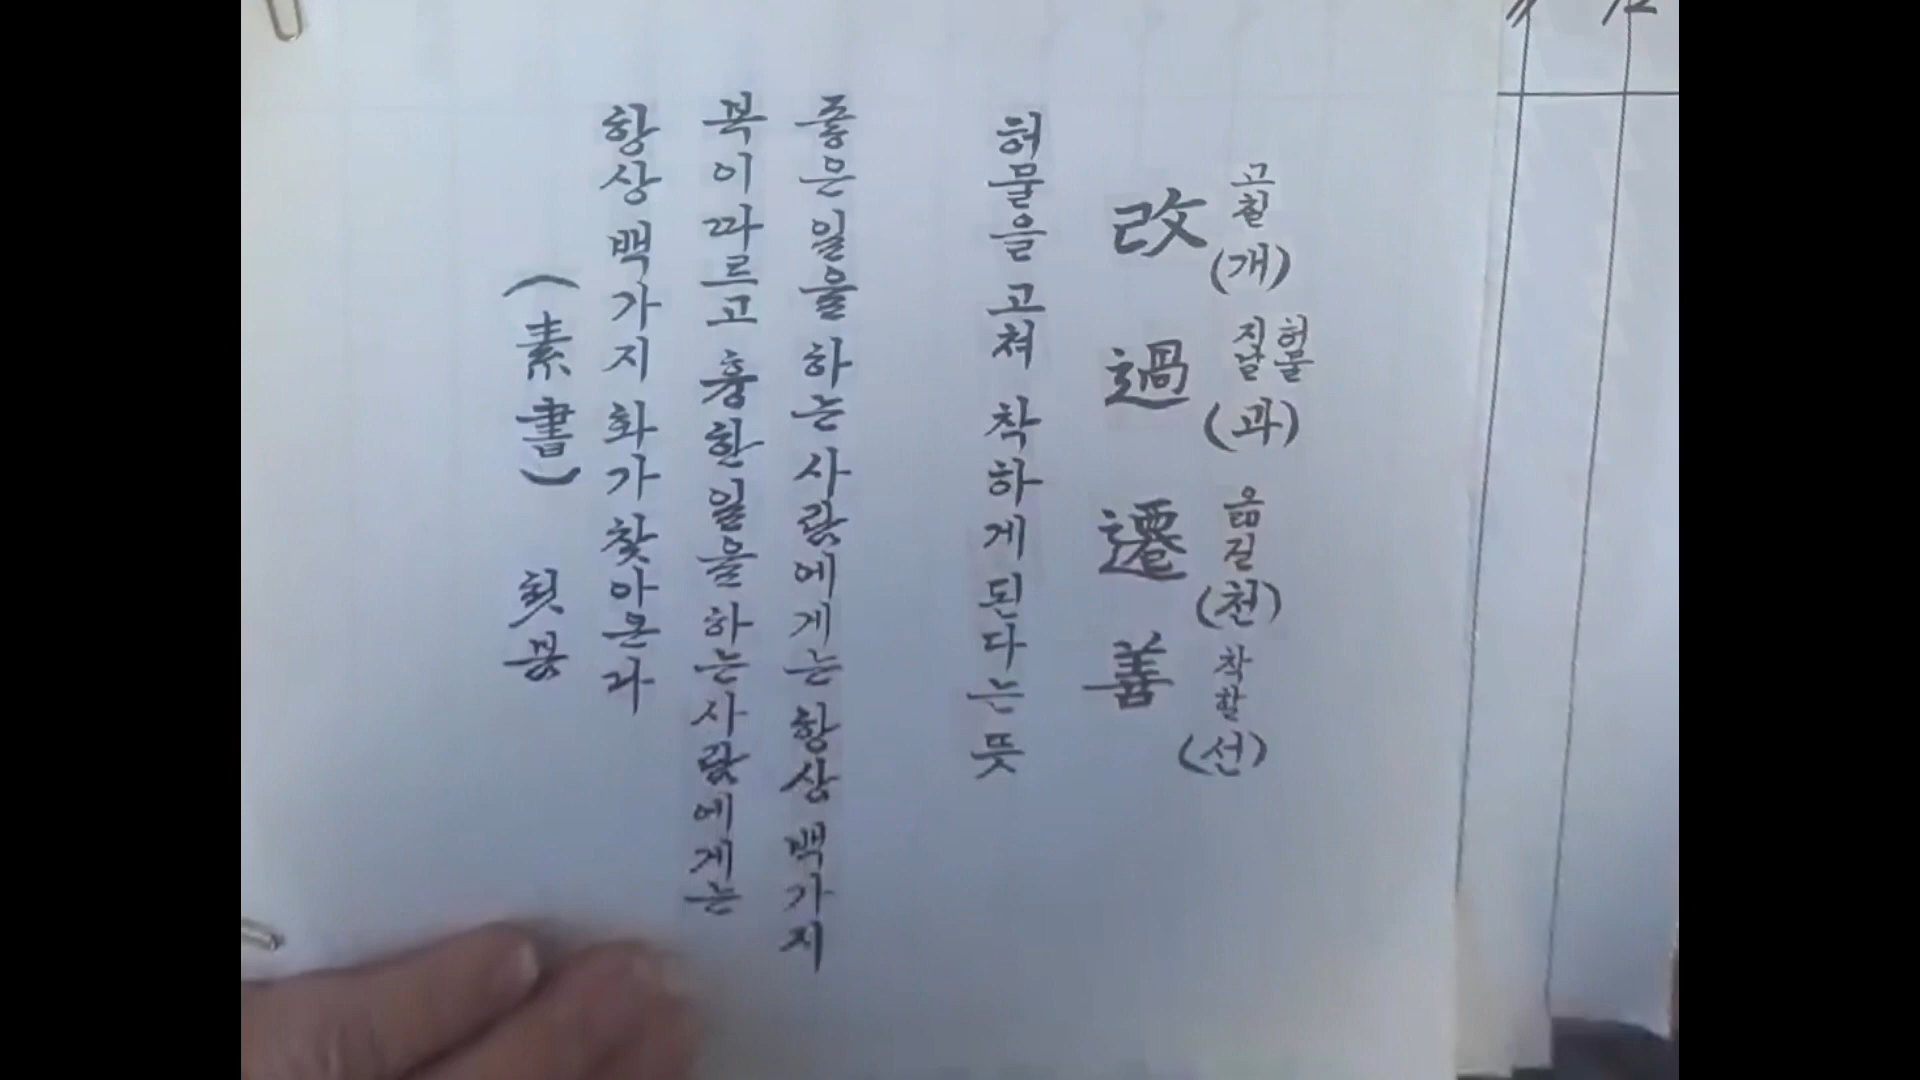 고칠(개) 허물 지날(과) 옮길(천) 착할(선)
改過遷善
허물을 고쳐 착하게 된다는 뜻
좋은 일을 하는 사람에게는 항상 백가지
복이 따르고 흉한 일을 하는 사람에게는
항상 백가지 화가 찾아온다
(素書)
12